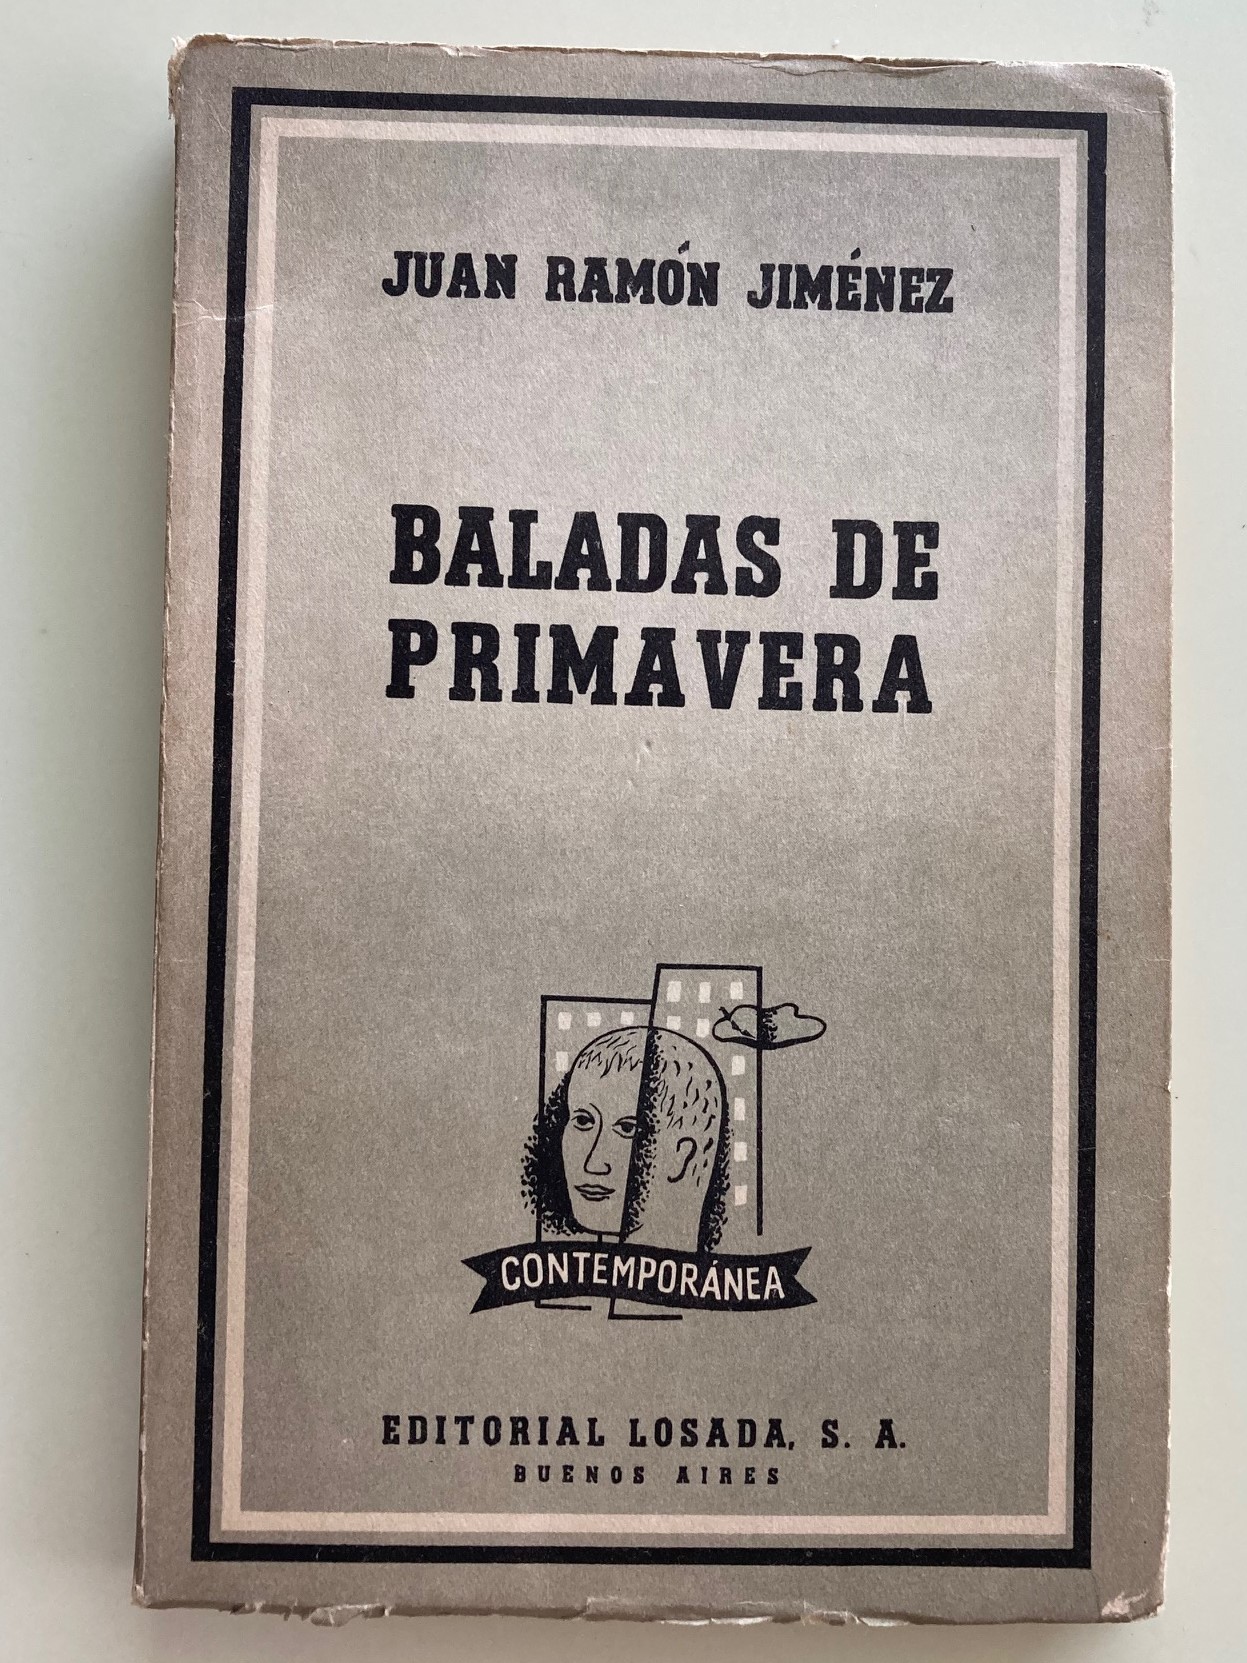 JUAN RAMÓN JIMÉNEZ
BALADAS DE
PRIMAVERA
CONTEMPORÁNEA
EDITORIAL LOSADA, S. A.
BUENOS AIRES